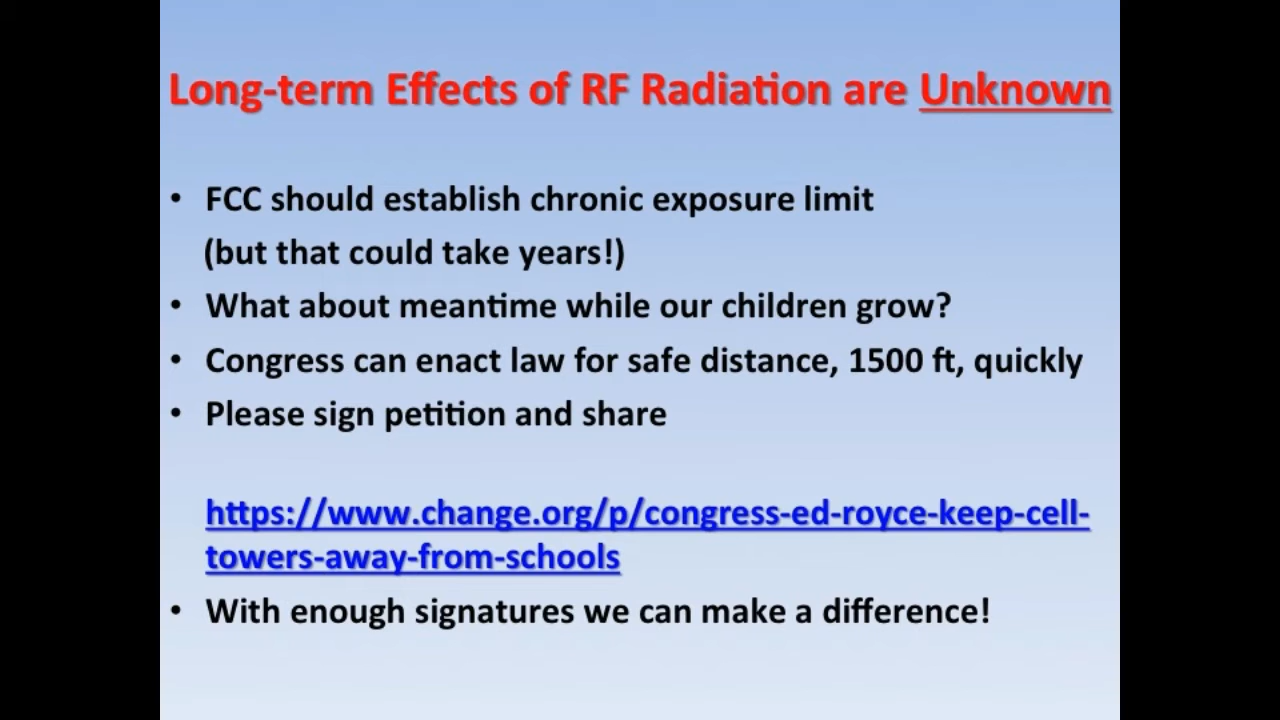 Long-term Effects of RF Radiation are Unknown
• FCC should establish chronic exposure limit
(but that could take years!)
• What about meantime while our children grow?
• Congress can enact law for safe distance, 1500 ft, quickly
• Please sign petition and share
https://www.change.org/p/congress-ed-royce-keep-cell-
towers-away-from-schools
• With enough signatures we can make a difference!